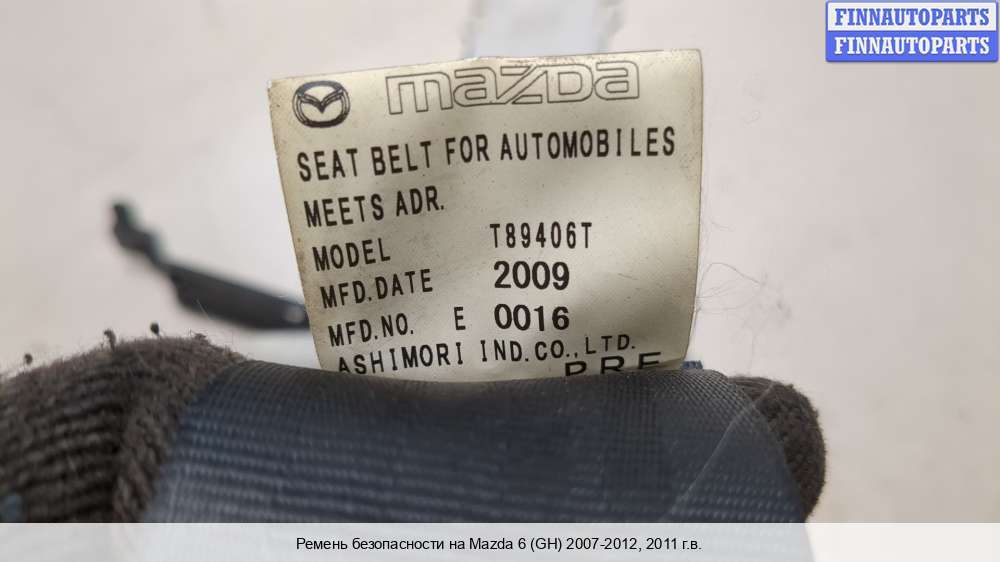 FINNAUTOPARTS
FINNAUTOPARTS
mazda
SEAT BELT FOR AUTOMOBILES
MEETS ADR.
MODEL T89406T
MFD.DATE 2009
MFD.NO. E 0016
ASHIMORI IND.CO.,LTD.
PRE
Ремень безопасности на Mazda 6 (GH) 2007-2012, 2011 г.в.